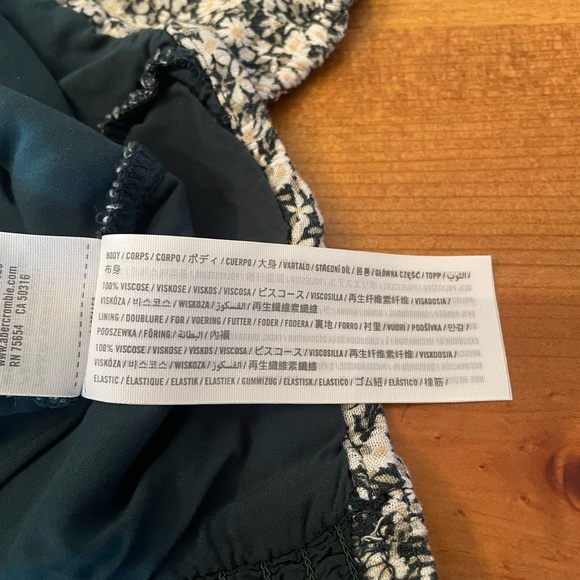 www.abercrombie.com
RN 75654 CA 50316
BODY / CORPS / CORPO / ボディ / CUERPO / 大身 / VARTALO / STŘEDNÍ DÍL / 몸통 / GŁÓWNA CZĘŚĆ / TOPP / الثوب /
布身
100% VISCOSE / VISKOSE / VISKOS / VISCOSA / ビスコース / VISCOSILLA / 再生纤维素纤维 / VISKOOSIA /
VISKÓZA / 비스코스 / WISKOZA / الفسكوز / 再生纖維素纖維
LINING / DOUBLURE / FOR / VOERING / FUTTER / FODER / FODERA / 裏地 / FORRO / 衬里 / VUORI / PODŠÍVKA / 안감 /
PODSZEWKA / FÔRING / البطانة / 內裡
100% VISCOSE / VISKOSE / VISKOS / VISCOSA / ビスコース / VISCOSILLA / 再生纤维素纤维 / VISKOOSIA /
VISKÓZA / 비스코스 / WISKOZA / الفسكوز / 再生纖維素纖維
ELASTIC / ÉLASTIQUE / ELASTIK / ELASTIEK / GUMMIZUG / ELASTISK / ELASTICO / ゴム紐 / ELÁSTICO / 橡筋 /